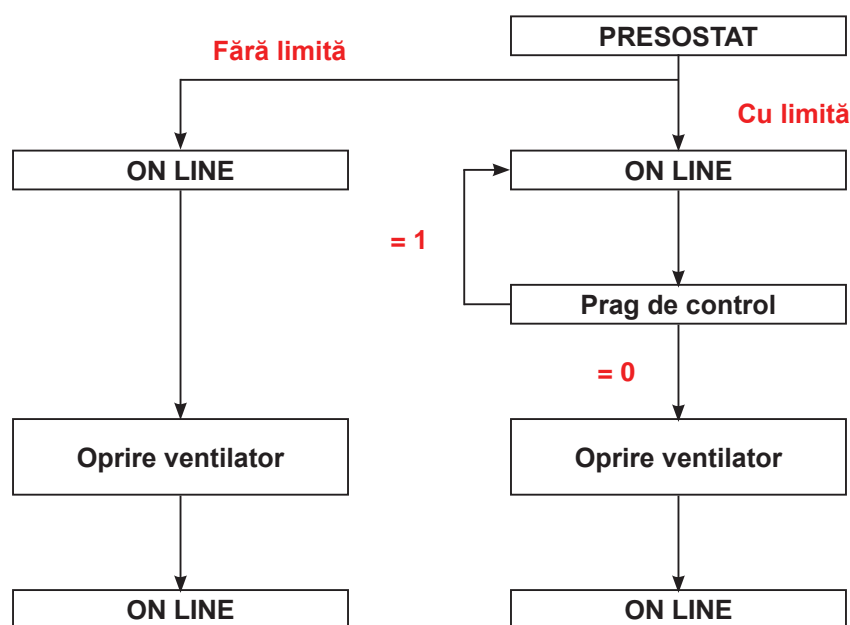 PRESOSTAT
Fără limită
Cu limită
ON LINE
ON LINE
= 1
Prag de control
= 0
Oprire ventilator
Oprire ventilator
ON LINE
ON LINE